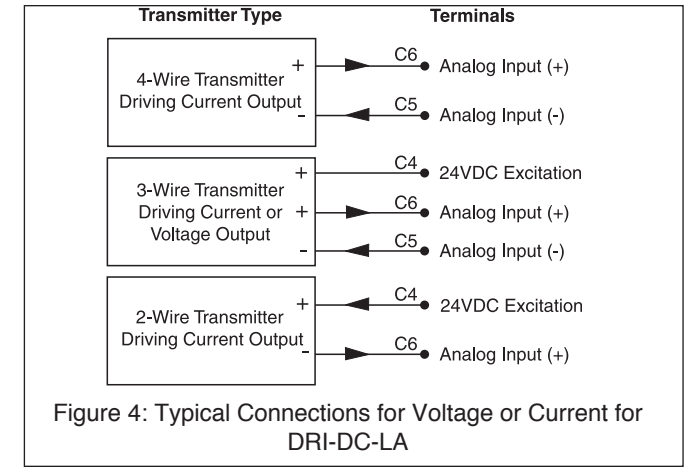 Transmitter Type Terminals
4-Wire Transmitter
Driving Current Output
+ C6 Analog Input (+)
- C5 Analog Input (-)
3-Wire Transmitter
Driving Current or
Voltage Output
+ C4 24VDC Excitation
+ C6 Analog Input (+)
- C5 Analog Input (-)
2-Wire Transmitter
Driving Current Output
+ C4 24VDC Excitation
- C6 Analog Input (+)
Figure 4: Typical Connections for Voltage or Current for
DRI-DC-LA